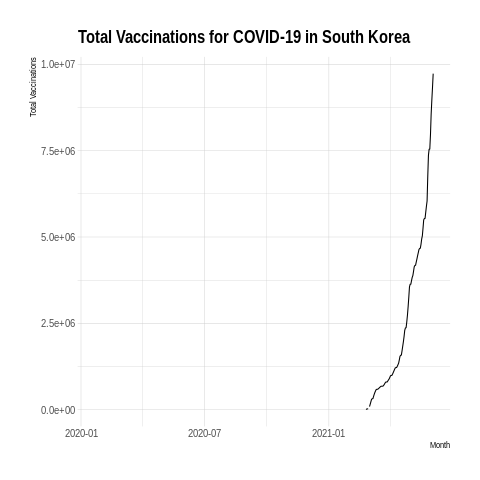 Total Vaccinations for COVID-19 in South Korea
Total Vaccinations
1.0e+07
7.5e+06
5.0e+06
2.5e+06
0.0e+00
2020-01
2020-07
2021-01
Month